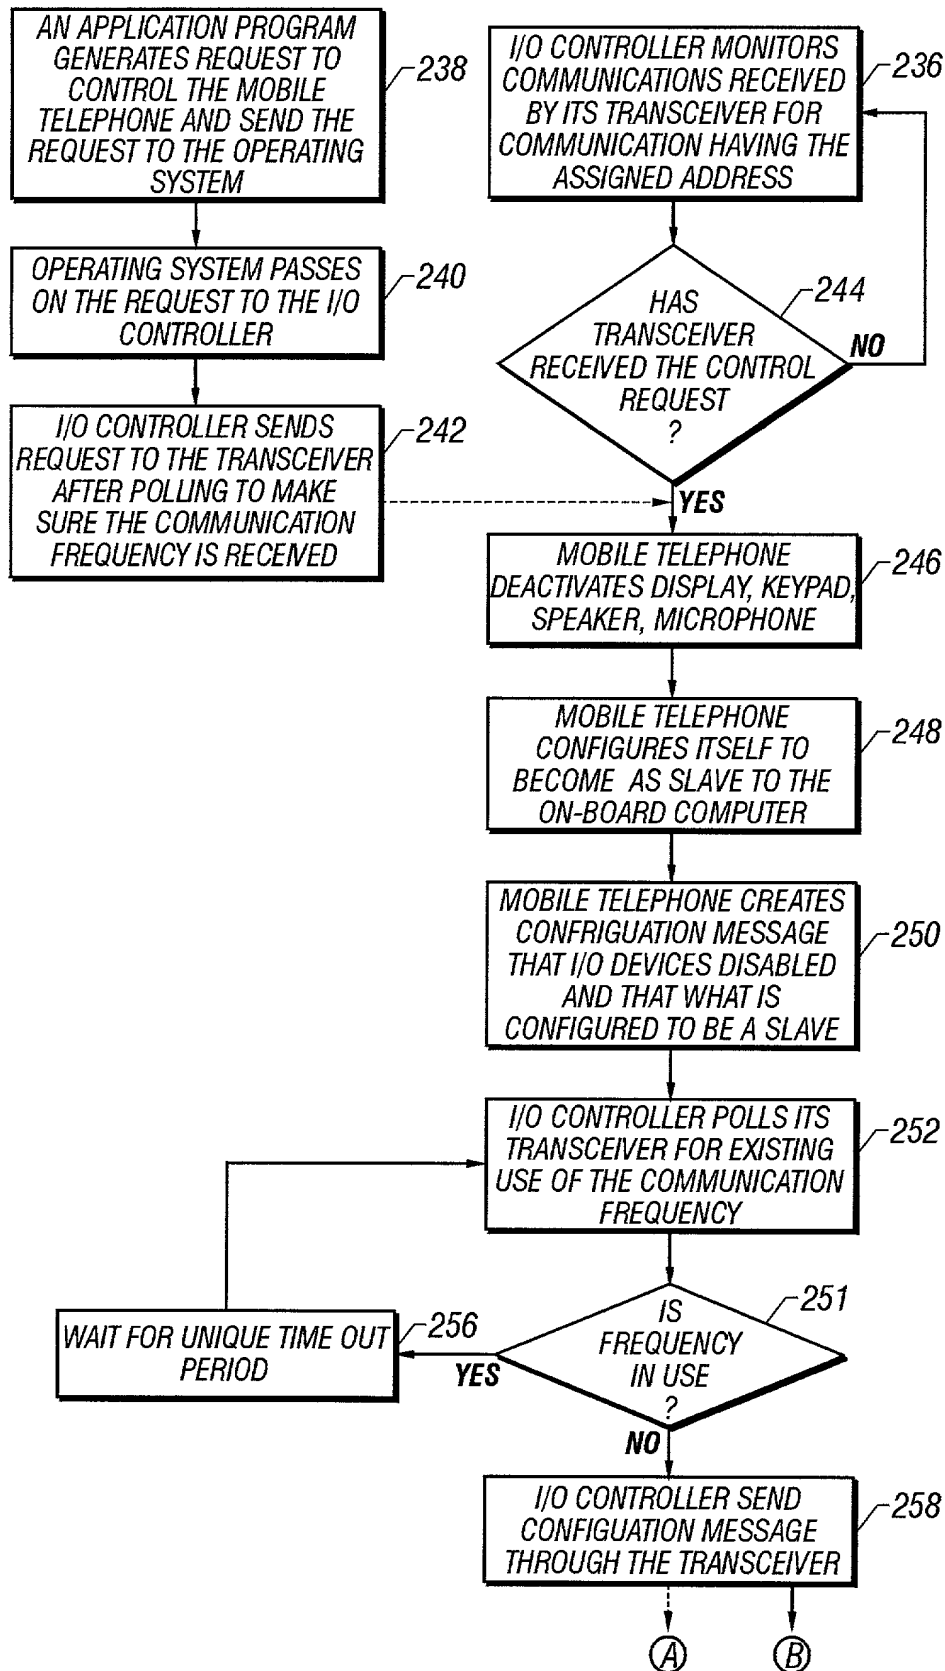 AN APPLICATION PROGRAM
GENERATES REQUEST TO
CONTROL THE MOBILE
TELEPHONE AND SEND THE
REQUEST TO THE OPERATING
SYSTEM
238
OPERATING SYSTEM PASSES
ON THE REQUEST TO THE I/O
CONTROLLER
240
I/O CONTROLLER SENDS
REQUEST TO THE TRANSCEIVER
AFTER POLLING TO MAKE
SURE THE COMMUNICATION
FREQUENCY IS RECEIVED
242
I/O CONTROLLER MONITORS
COMMUNICATIONS RECEIVED
BY ITS TRANSCEIVER FOR
COMMUNICATION HAVING THE
ASSIGNED ADDRESS
236
HAS
TRANSCEIVER
RECEIVED THE CONTROL
REQUEST
?
244
NO
YES
MOBILE TELEPHONE
DEACTIVATES DISPLAY, KEYPAD,
SPEAKER, MICROPHONE
246
MOBILE TELEPHONE
CONFIGURES ITSELF TO
BECOME AS SLAVE TO THE
ON-BOARD COMPUTER
248
MOBILE TELEPHONE CREATES
CONFRIGUATION MESSAGE
THAT I/O DEVICES DISABLED
AND THAT WHAT IS
CONFIGURED TO BE A SLAVE
250
I/O CONTROLLER POLLS ITS
TRANSCEIVER FOR EXISTING
USE OF THE COMMUNICATION
FREQUENCY
252
IS
FREQUENCY
IN USE
?
251
YES
WAIT FOR UNIQUE TIME OUT
PERIOD
256
NO
I/O CONTROLLER SEND
CONFIGUATION MESSAGE
THROUGH THE TRANSCEIVER
258
A
B